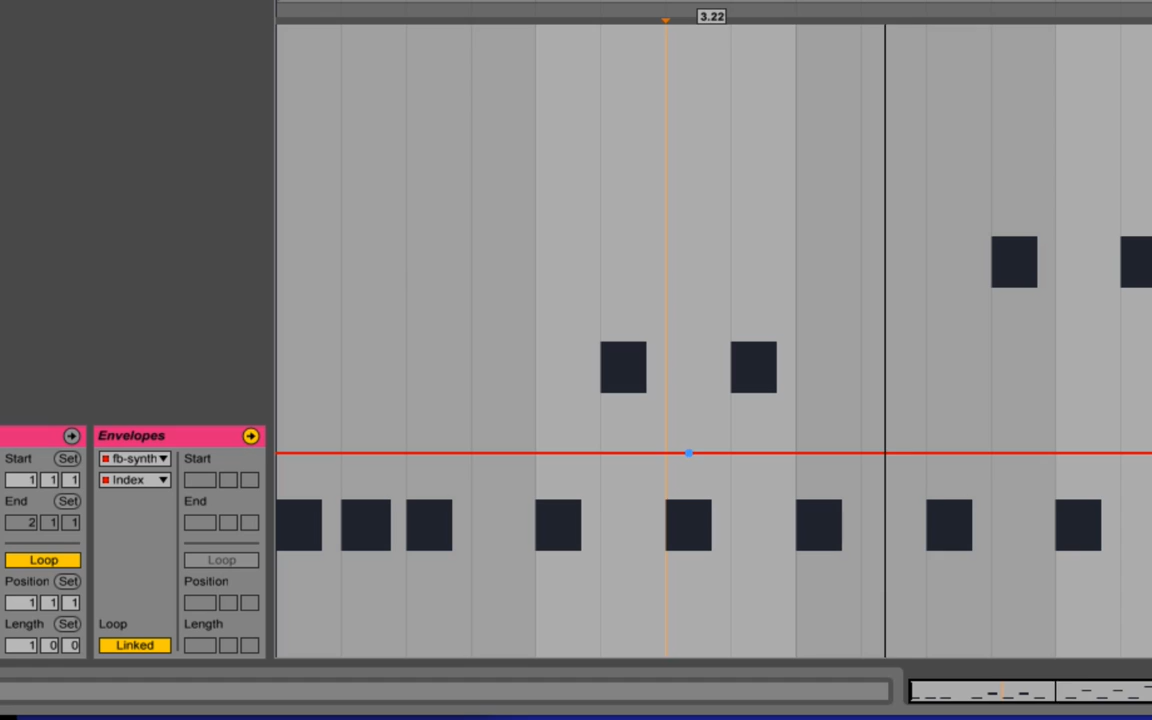 3.22
Envelopes
Start Set fb-synth Start
1 1 1 Index
End Set End
2 1 1
Loop Loop
Position Set Position
1 1 1
Length Set Loop Length
1 0 0 Linked